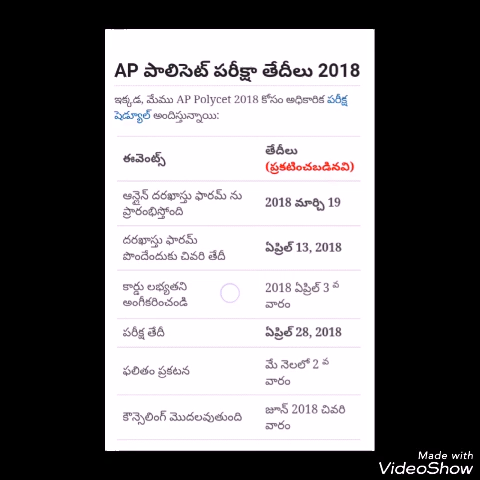 AP పాలిసెట్ పరీక్షా తేదీలు 2018
ఇక్కడ, మేము AP Polycet 2018 కోసం అధికారిక పరీక్ష
షెడ్యూల్ అందిస్తున్నాయి:
ఈవెంట్స్
తేదీలు
(ప్రకటించబడినవి)
ఆన్లైన్ దరఖాస్తు ఫారమ్ ను
ప్రారంభిస్తోంది
2018 మార్చి 19
దరఖాస్తు ఫారమ్
పొందేందుకు చివరి తేదీ
ఏప్రిల్ 13, 2018
కార్డు లభ్యతని
అంగీకరించండి
2018 ఏప్రిల్ 3 వ
వారం
పరీక్ష తేదీ
ఏప్రిల్ 28, 2018
ఫలితం ప్రకటన
మే నెలలో 2 వ
వారం
కౌన్సెలింగ్ మొదలవుతుంది
జూన్ 2018 చివరి
వారం
Made with
VideoShow